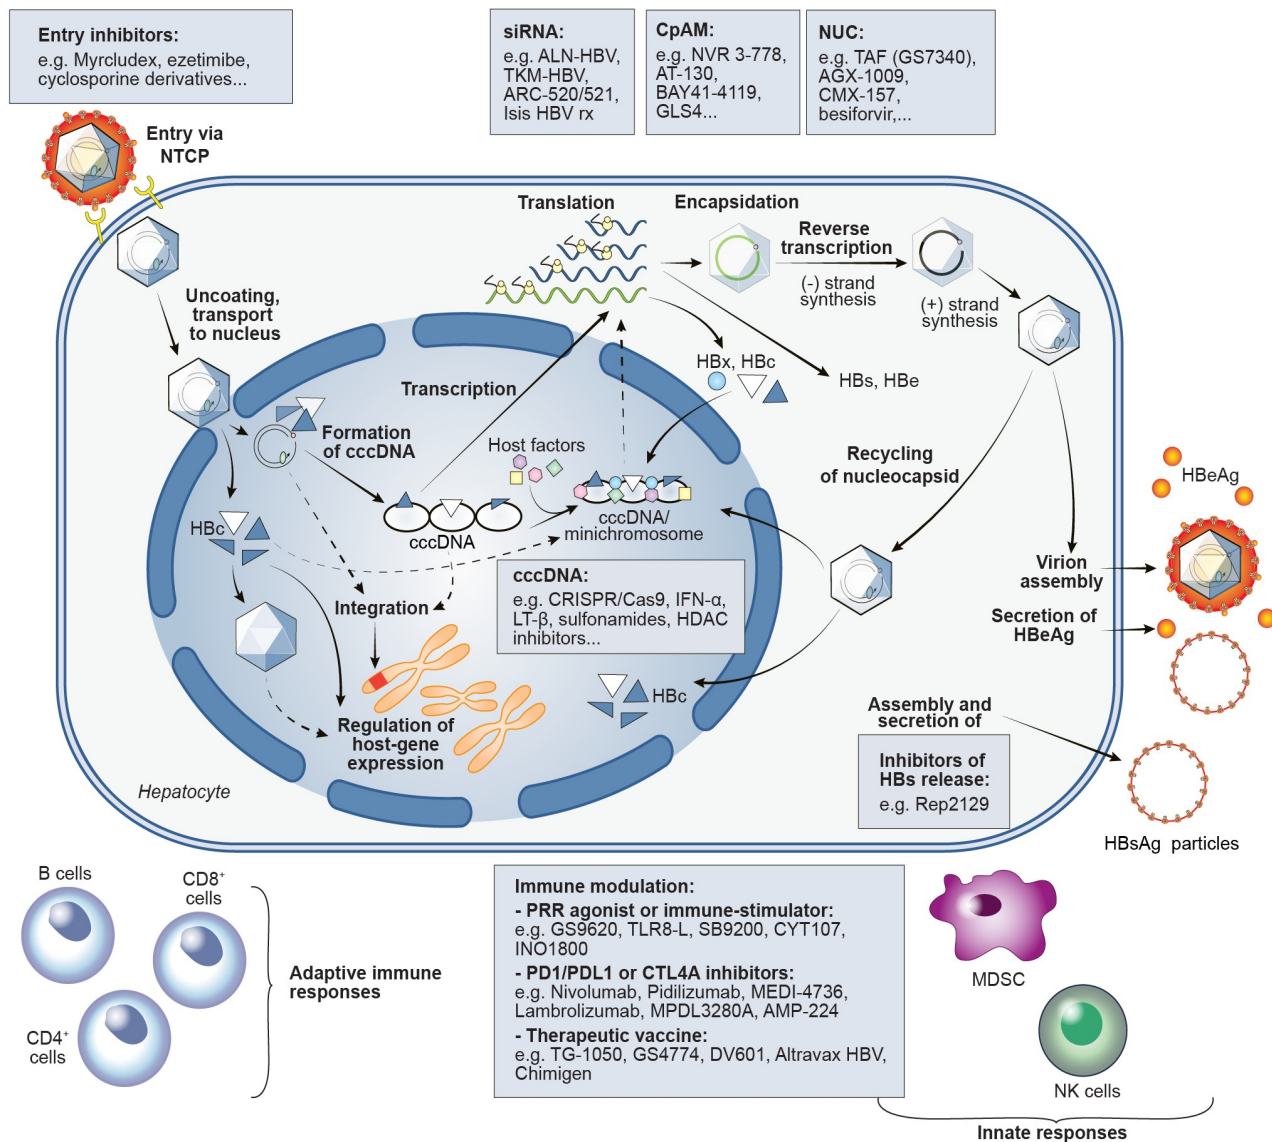 Entry inhibitors:
e.g. Myrcludex, ezetimibe,
cyclosporine derivatives...
siRNA:
e.g. ALN-HBV,
TKM-HBV,
ARC-520/521,
Isis HBV rx
CpAM:
e.g. NVR 3-778,
AT-130,
BAY41-4119,
GLS4...
NUC:
e.g. TAF (GS7340),
AGX-1009,
CMX-157,
besiforvir,...
Entry via
NTCP
Translation
Encapsidation
Reverse
transcription
(-) strand
synthesis
(+) strand
synthesis
Uncoating,
transport
to nucleus
HBx, HBc
HBs, HBe
Transcription
Formation
of cccDNA
Host factors
Recycling
of nucleocapsid
HBeAg
HBc
cccDNA
cccDNA/
minichromosome
cccDNA:
e.g. CRISPR/Cas9, IFN-α,
LT-β, sulfonamides, HDAC
inhibitors...
Integration
Virion
assembly
Secretion of
HBeAg
HBc
Regulation of
host-gene
expression
Assembly and
secretion of
Inhibitors of
HBs release:
e.g. Rep2129
Hepatocyte
HBsAg particles
B cells
CD8+
cells
CD4+
cells
Adaptive immune
responses
Immune modulation:
- PRR agonist or immune-stimulator:
e.g. GS9620, TLR8-L, SB9200, CYT107,
INO1800
- PD1/PDL1 or CTL4A inhibitors:
e.g. Nivolumab, Pidilizumab, MEDI-4736,
Lambrolizumab, MPDL3280A, AMP-224
- Therapeutic vaccine:
e.g. TG-1050, GS4774, DV601, Altravax HBV,
Chimigen
MDSC
NK cells
Innate responses